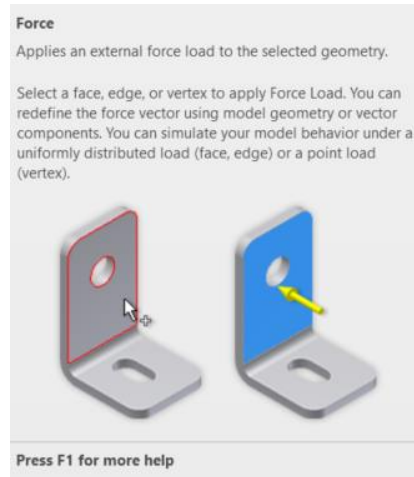 Force
Applies an external force load to the selected geometry.
Select a face, edge, or vertex to apply Force Load. You can
redefine the force vector using model geometry or vector
components. You can simulate your model behavior under a
uniformly distributed load (face, edge) or a point load
(vertex).
Press F1 for more help